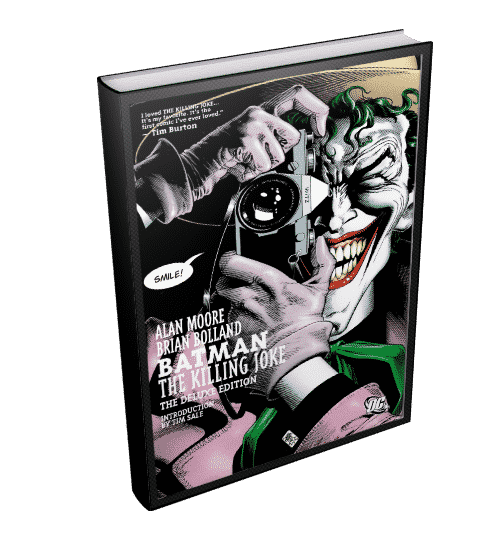 I loved THE KILLING JOKE...
It's my favorite. It's the
first comic I've ever loved."
— Tim Burton
SMILE!
ALAN MOORE
BRIAN BOLLAND
BATMAN
THE KILLING JOKE
THE DELUXE EDITION
INTRODUCTION
BY TIM SALE
DC